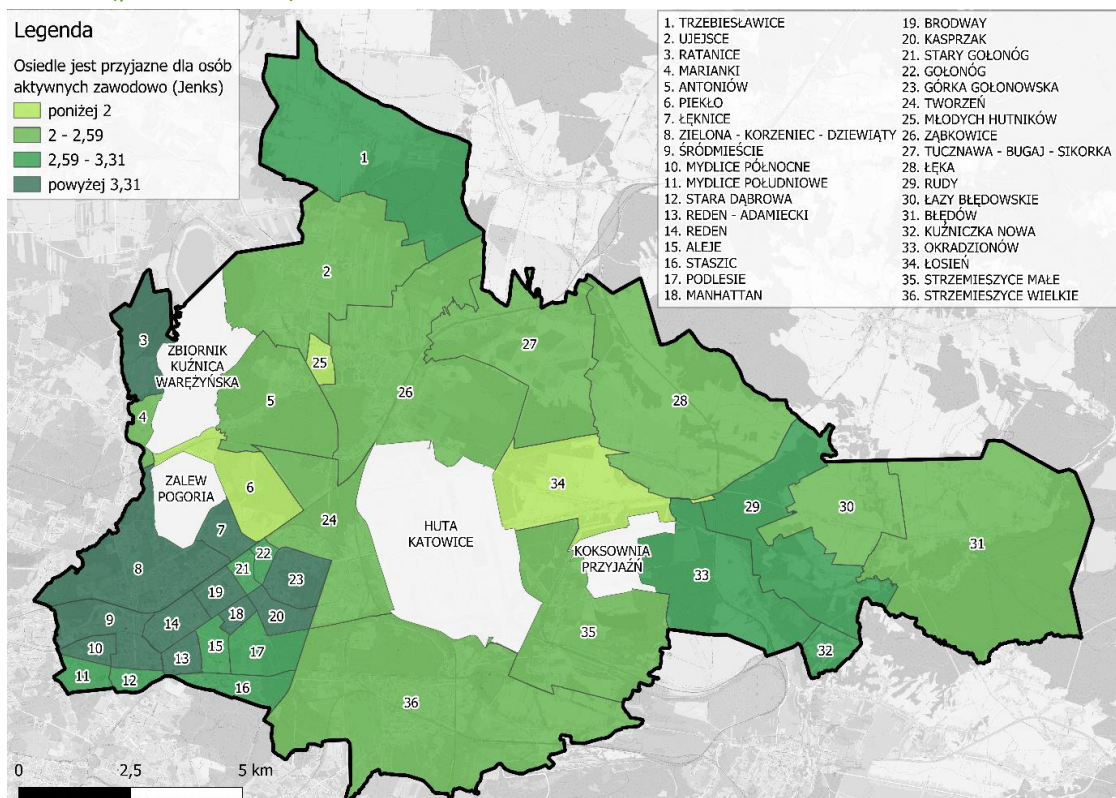 Legenda
Osiedle jest przyjazne dla osób
aktywnych zawodowo (Jenks)
poniżej 2
2 - 2,59
2,59 - 3,31
powyżej 3,31
1. TRZEBIESŁAWICE
2. UJEJSCE
3. RATANICE
4. MARIANKI
5. ANTONIÓW
6. PIEKŁO
7. ŁĘKNICE
8. ZIELONA - KORZENIEC - DZIEWIĄTY
9. ŚRÓDMIEŚCIE
10. MYDLICE PÓŁNOCNE
11. MYDLICE POŁUDNIOWE
12. STARA DĄBROWA
13. REDEN - ADAMIECKI
14. REDEN
15. ALEJE
16. STASZIC
17. PODLESIE
18. MANHATTAN
19. BRODWAY
20. KASPRZAK
21. STARY GOŁONÓG
22. GOŁONÓG
23. GÓRKA GOŁONOWSKA
24. TWORZEŃ
25. MŁODYCH HUTNIKÓW
26. ZĄBKOWICE
27. TUCZNAWA - BUGAJ - SIKORKA
28. ŁĘKA
29. RUDY
30. ŁAZY BŁĘDOWSKIE
31. BŁĘDÓW
32. KUŹNICZKA NOWA
33. OKRADZIONÓW
34. ŁOSIEŃ
35. STRZEMIESZYCE MAŁE
36. STRZEMIESZYCE WIELKIE
1
2
3
ZBIORNIK
KUŹNICA
WARĘŻYŃSKA
25
27
26
5
28
4
ZALEW
POGORIA
6
34
29
30
7
24
HUTA
KATOWICE
31
22
KOKSOWNIA
PRZYJAŹŃ
8
21
23
33
19
18
20
9
14
10
13
15
17
35
32
11
12
16
36
0
2,5
5 km